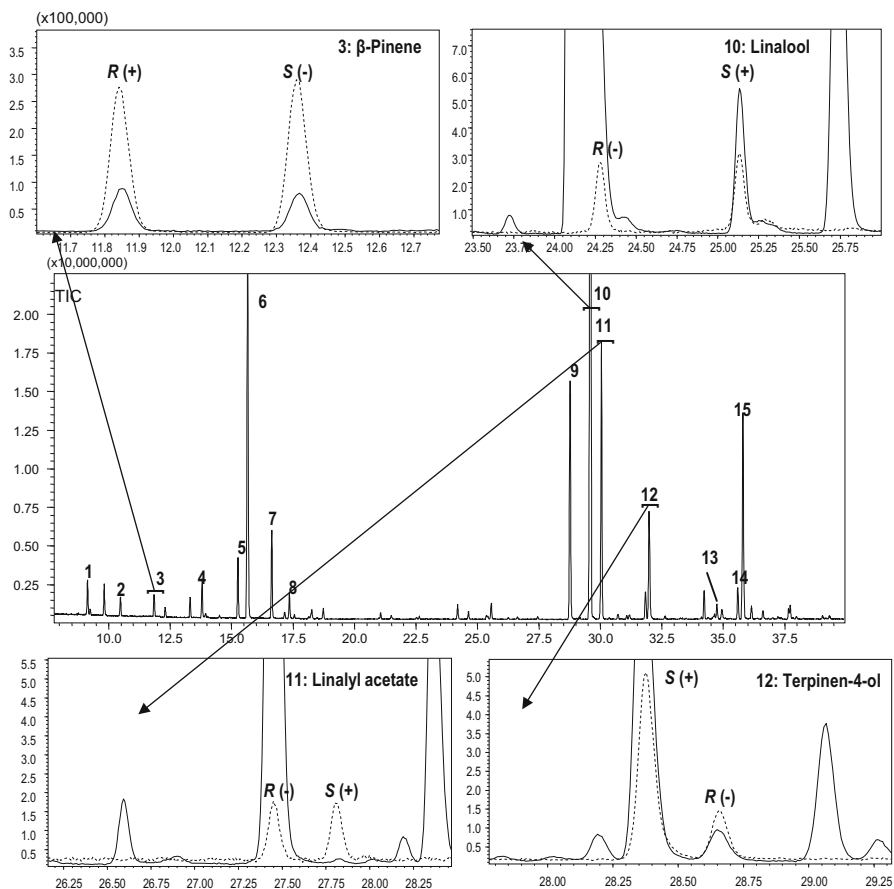 (x100,000)
3: β-Pinene
R (+)
S (-)
3.5
3.0
2.5
2.0
1.5
1.0
0.5
11.7 11.8 11.9 12.0 12.1 12.2 12.3 12.4 12.5 12.6 12.7
10: Linalool
S (+)
R (-)
7.0
6.0
5.0
4.0
3.0
2.0
1.0
23.50 23.75 24.00 24.25 24.50 24.75 25.00 25.25 25.50 25.75
(x10,000,000)
TIC
2.00
1.75
1.50
1.25
1.00
0.75
0.50
0.25
1
2
3
4
5
6
7
8
9
10
11
12
13
14
15
10.0 12.5 15.0 17.5 20.0 22.5 25.0 27.5 30.0 32.5 35.0 37.5
11: Linalyl acetate
R (-)
S (+)
5.5
5.0
4.5
4.0
3.5
3.0
2.5
2.0
1.5
1.0
0.5
26.25 26.50 26.75 27.00 27.25 27.50 27.75 28.00 28.25
12: Terpinen-4-ol
S (+)
R (-)
5.0
4.5
4.0
3.5
3.0
2.5
2.0
1.5
1.0
0.5
28.00 28.25 28.50 28.75 29.00 29.25